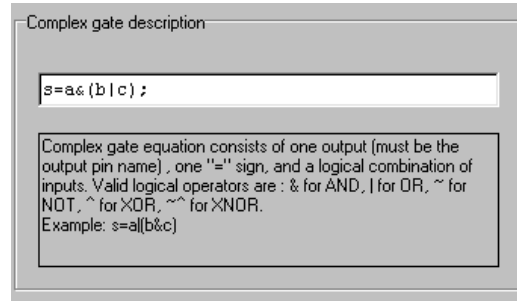 Complex gate description
s=a&(b|c);
Complex gate equation consists of one output (must be the
output pin name) , one "=" sign, and a logical combination of
inputs. Valid logical operators are : & for AND, | for OR, ~ for
NOT, ^ for XOR, ~^ for XNOR.
Example: s=a|(b&c)